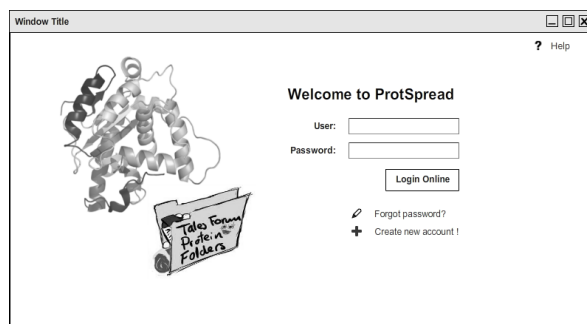 Window Title
? Help
Welcome to ProtSpread
User:
Password:
Login Online
Forgot password?
Create new account !
Tales Forum
Protein
Folders